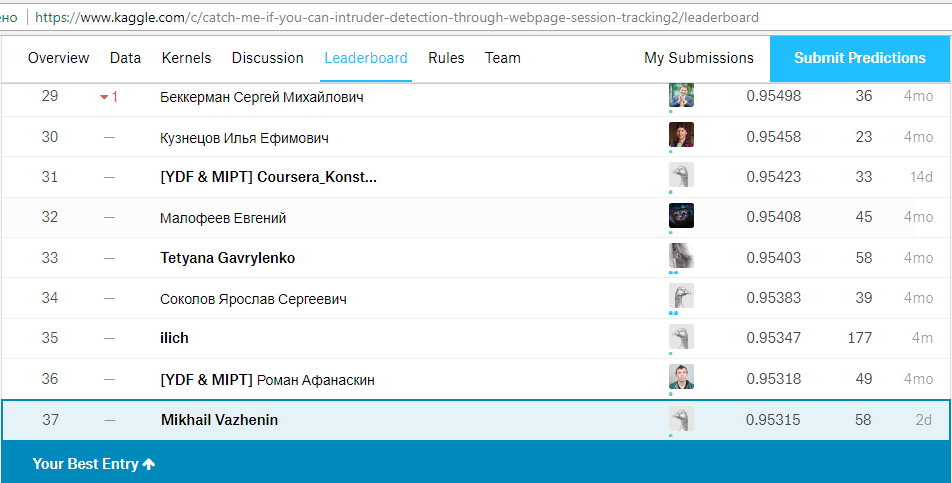 ено https://www.kaggle.com/c/catch-me-if-you-can-intruder-detection-through-webpage-session-tracking2/leaderboard
Overview Data Kernels Discussion Leaderboard Rules Team My Submissions Submit Predictions
29 1 Беккерман Сергей Михайлович 0.95498 36 4mo
30 — Кузнецов Илья Ефимович 0.95458 23 4mo
31 — [YDF & MIPT] Coursera_Konst... 0.95423 33 14d
32 — Малофеев Евгений 0.95408 45 4mo
33 — Tetyana Gavrylenko 0.95403 58 4mo
34 — Соколов Ярослав Сергеевич 0.95383 39 4mo
35 — ilich 0.95347 177 4m
36 — [YDF & MIPT] Роман Афанаскин 0.95318 49 4mo
37 — Mikhail Vazhenin 0.95315 58 2d
Your Best Entry